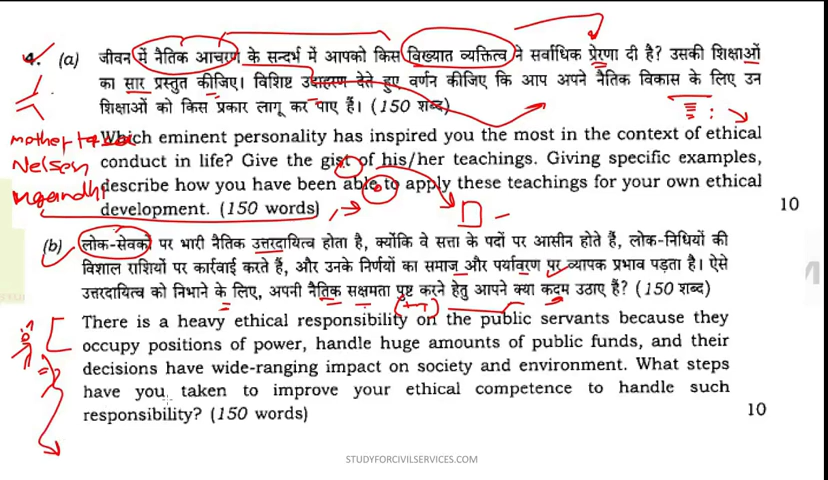 4. (a) जीवन में नैतिक आचरण के सन्दर्भ में आपको किस विख्यात व्यक्तित्व ने सर्वाधिक प्रेरणा दी है? उसकी शिक्षाओं
का सार प्रस्तुत कीजिए। विशिष्ट उदाहरण देते हुए वर्णन कीजिए कि आप अपने नैतिक विकास के लिए उन
शिक्षाओं को किस प्रकार लागू कर पाए हैं। (150 शब्द)
Which eminent personality has inspired you the most in the context of ethical
conduct in life? Give the gist of his/her teachings. Giving specific examples,
describe how you have been able to apply these teachings for your own ethical
development. (150 words) 10
mother
Nelson
mgandhi
(b) लोक-सेवकों पर भारी नैतिक उत्तरदायित्व होता है, क्योंकि वे सत्ता के पदों पर आसीन होते हैं, लोक-निधियों की
विशाल राशियों पर कार्रवाई करते हैं, और उनके निर्णयों का समाज और पर्यावरण पर व्यापक प्रभाव पड़ता है। ऐसे
उत्तरदायित्व को निभाने के लिए, अपनी नैतिक सक्षमता पुष्ट करने हेतु आपने क्या कदम उठाए हैं? (150 शब्द)
There is a heavy ethical responsibility on the public servants because they
occupy positions of power, handle huge amounts of public funds, and their
decisions have wide-ranging impact on society and environment. What steps
have you taken to improve your ethical competence to handle such
responsibility? (150 words) 10
STUDYFORCIVILSERVICES.COM